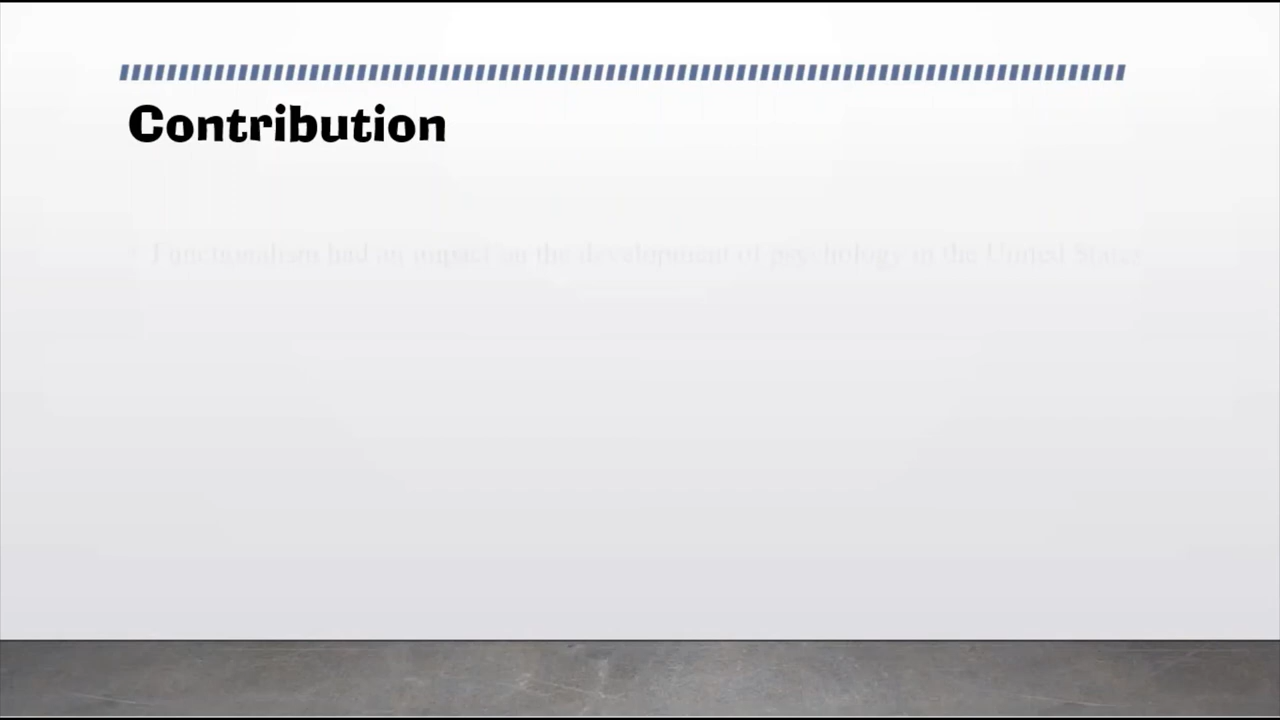 Contribution
Functionalism had an impact on the development of psychology in the United States